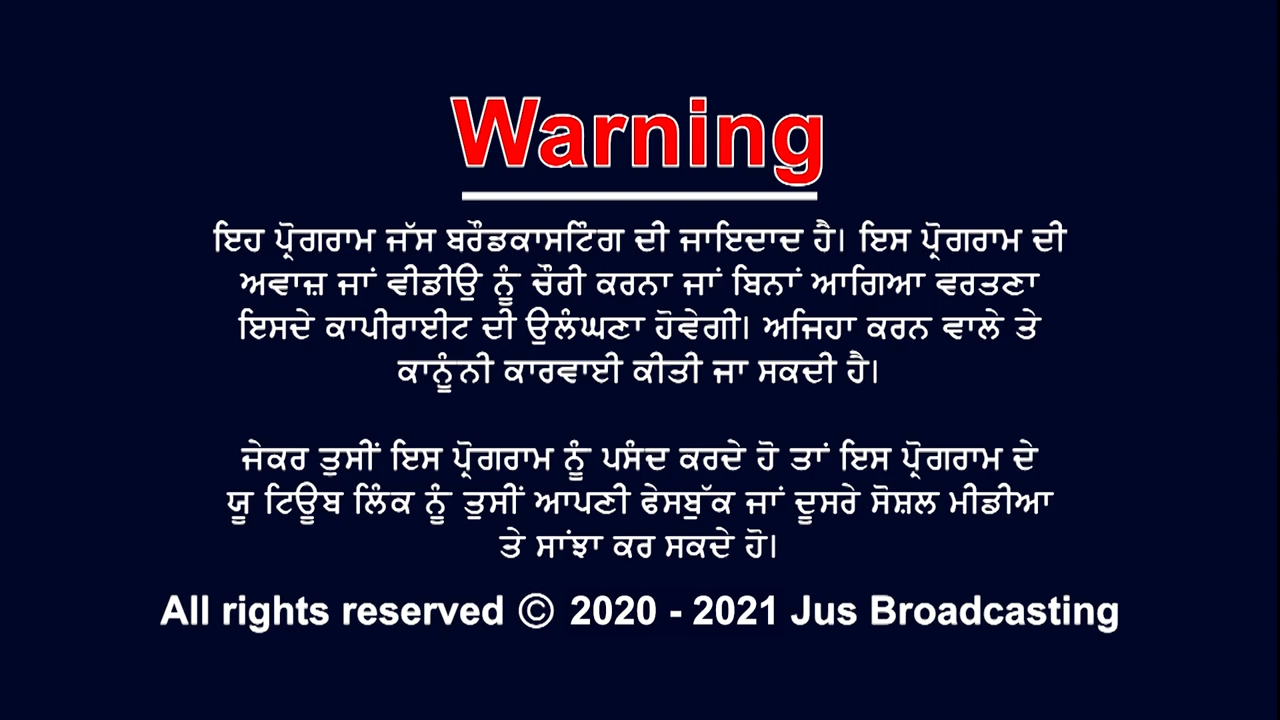 Warning
ਇਹ ਪ੍ਰੋਗਰਾਮ ਜੱਸ ਬਰੌਡਕਾਸਟਿੰਗ ਦੀ ਜਾਇਦਾਦ ਹੈ। ਇਸ ਪ੍ਰੋਗਰਾਮ ਦੀ
ਅਵਾਜ਼ ਜਾਂ ਵੀਡੀਉ ਨੂੰ ਚੌਰੀ ਕਰਨਾ ਜਾਂ ਬਿਨਾਂ ਆਗਿਆ ਵਰਤਣਾ
ਇਸਦੇ ਕਾਪੀਰਾਈਟ ਦੀ ਉਲੰਘਣਾ ਹੋਵੇਗੀ। ਅਜਿਹਾ ਕਰਨ ਵਾਲੇ ਤੇ
ਕਾਨੂੰਨੀ ਕਾਰਵਾਈ ਕੀਤੀ ਜਾ ਸਕਦੀ ਹੈ।
ਜੇਕਰ ਤੁਸੀਂ ਇਸ ਪ੍ਰੋਗਰਾਮ ਨੂੰ ਪਸੰਦ ਕਰਦੇ ਹੋ ਤਾਂ ਇਸ ਪ੍ਰੋਗਰਾਮ ਦੇ
ਯੂ ਟਿਊਬ ਲਿੰਕ ਨੂੰ ਤੁਸੀਂ ਆਪਣੀ ਫੇਸਬੁੱਕ ਜਾਂ ਦੂਸਰੇ ਸੋਸ਼ਲ ਮੀਡੀਆ
ਤੇ ਸਾਂਝਾ ਕਰ ਸਕਦੇ ਹੋ।
All rights reserved © 2020 - 2021 Jus Broadcasting